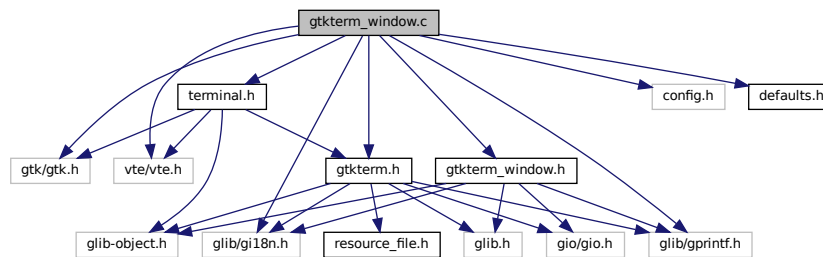 gtkterm_window.c
terminal.h
config.h
defaults.h
gtk/gtk.h
vte/vte.h
gtkterm.h
gtkterm_window.h
glib-object.h
glib/gi18n.h
resource_file.h
glib.h
gio/gio.h
glib/gprintf.h